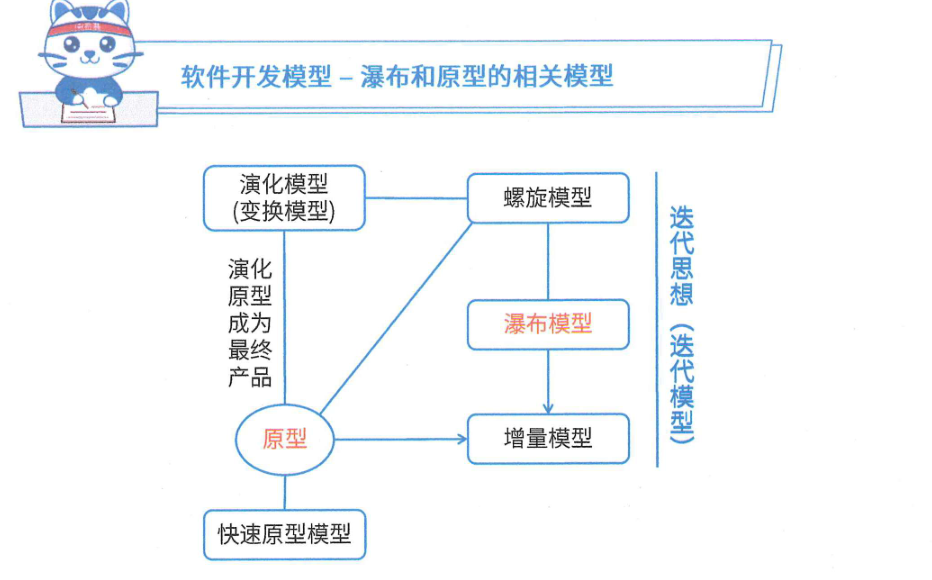 软件开发模型 – 瀑布和原型的相关模型
演化模型
(变换模型)
螺旋模型
演化
原型
成为
最终
产品
瀑布模型
迭代思想（迭代模型）
原型
增量模型
快速原型模型